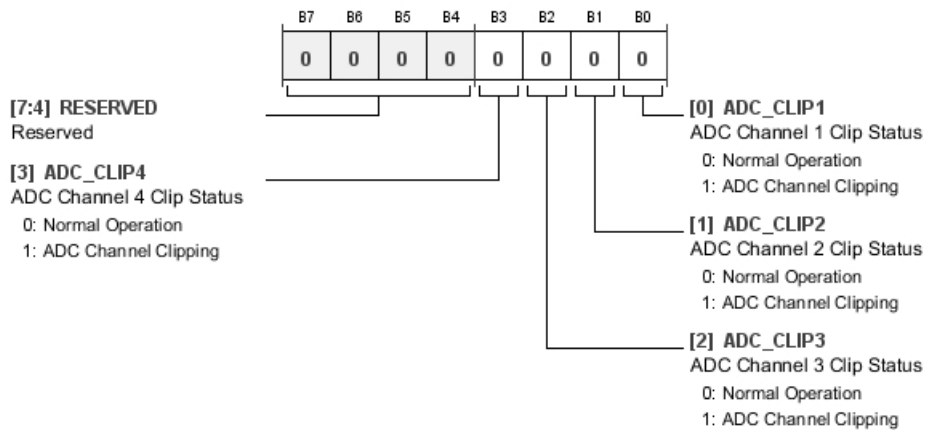 B7 B6 B5 B4 B3 B2 B1 B0
0 0 0 0 0 0 0 0
[7:4] RESERVED
Reserved
[3] ADC_CLIP4
ADC Channel 4 Clip Status
0: Normal Operation
1: ADC Channel Clipping
[0] ADC_CLIP1
ADC Channel 1 Clip Status
0: Normal Operation
1: ADC Channel Clipping
[1] ADC_CLIP2
ADC Channel 2 Clip Status
0: Normal Operation
1: ADC Channel Clipping
[2] ADC_CLIP3
ADC Channel 3 Clip Status
0: Normal Operation
1: ADC Channel Clipping